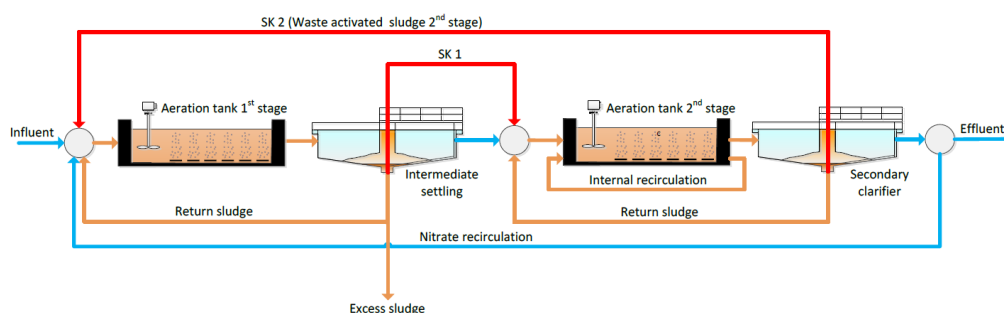 SK 2 (Waste activated sludge 2nd stage)
SK 1
Aeration tank 1st stage
Aeration tank 2nd stage
Influent
Effluent
c
Intermediate
settling
Internal recirculation
Secondary
clarifier
Return sludge
Return sludge
Nitrate recirculation
Excess sludge